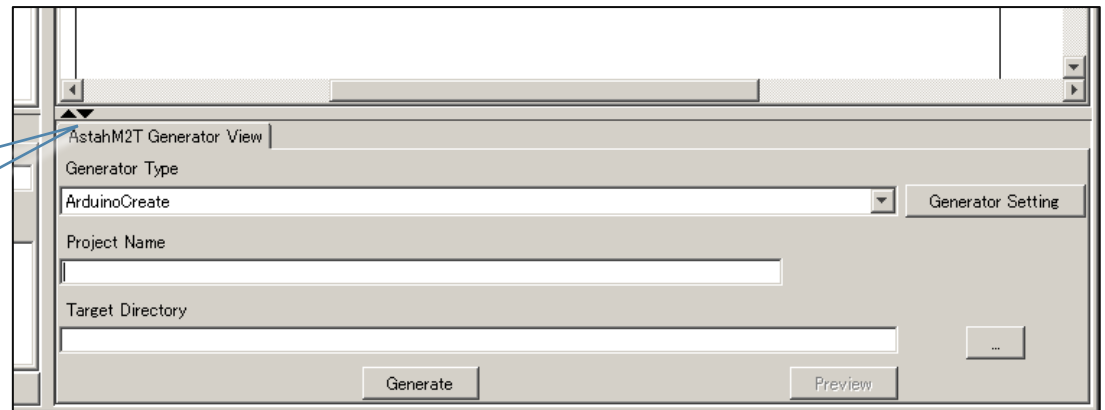 AstahM2T Generator View
Generator Type
ArduinoCreate
Generator Setting
Project Name
Target Directory
...
Generate
Preview